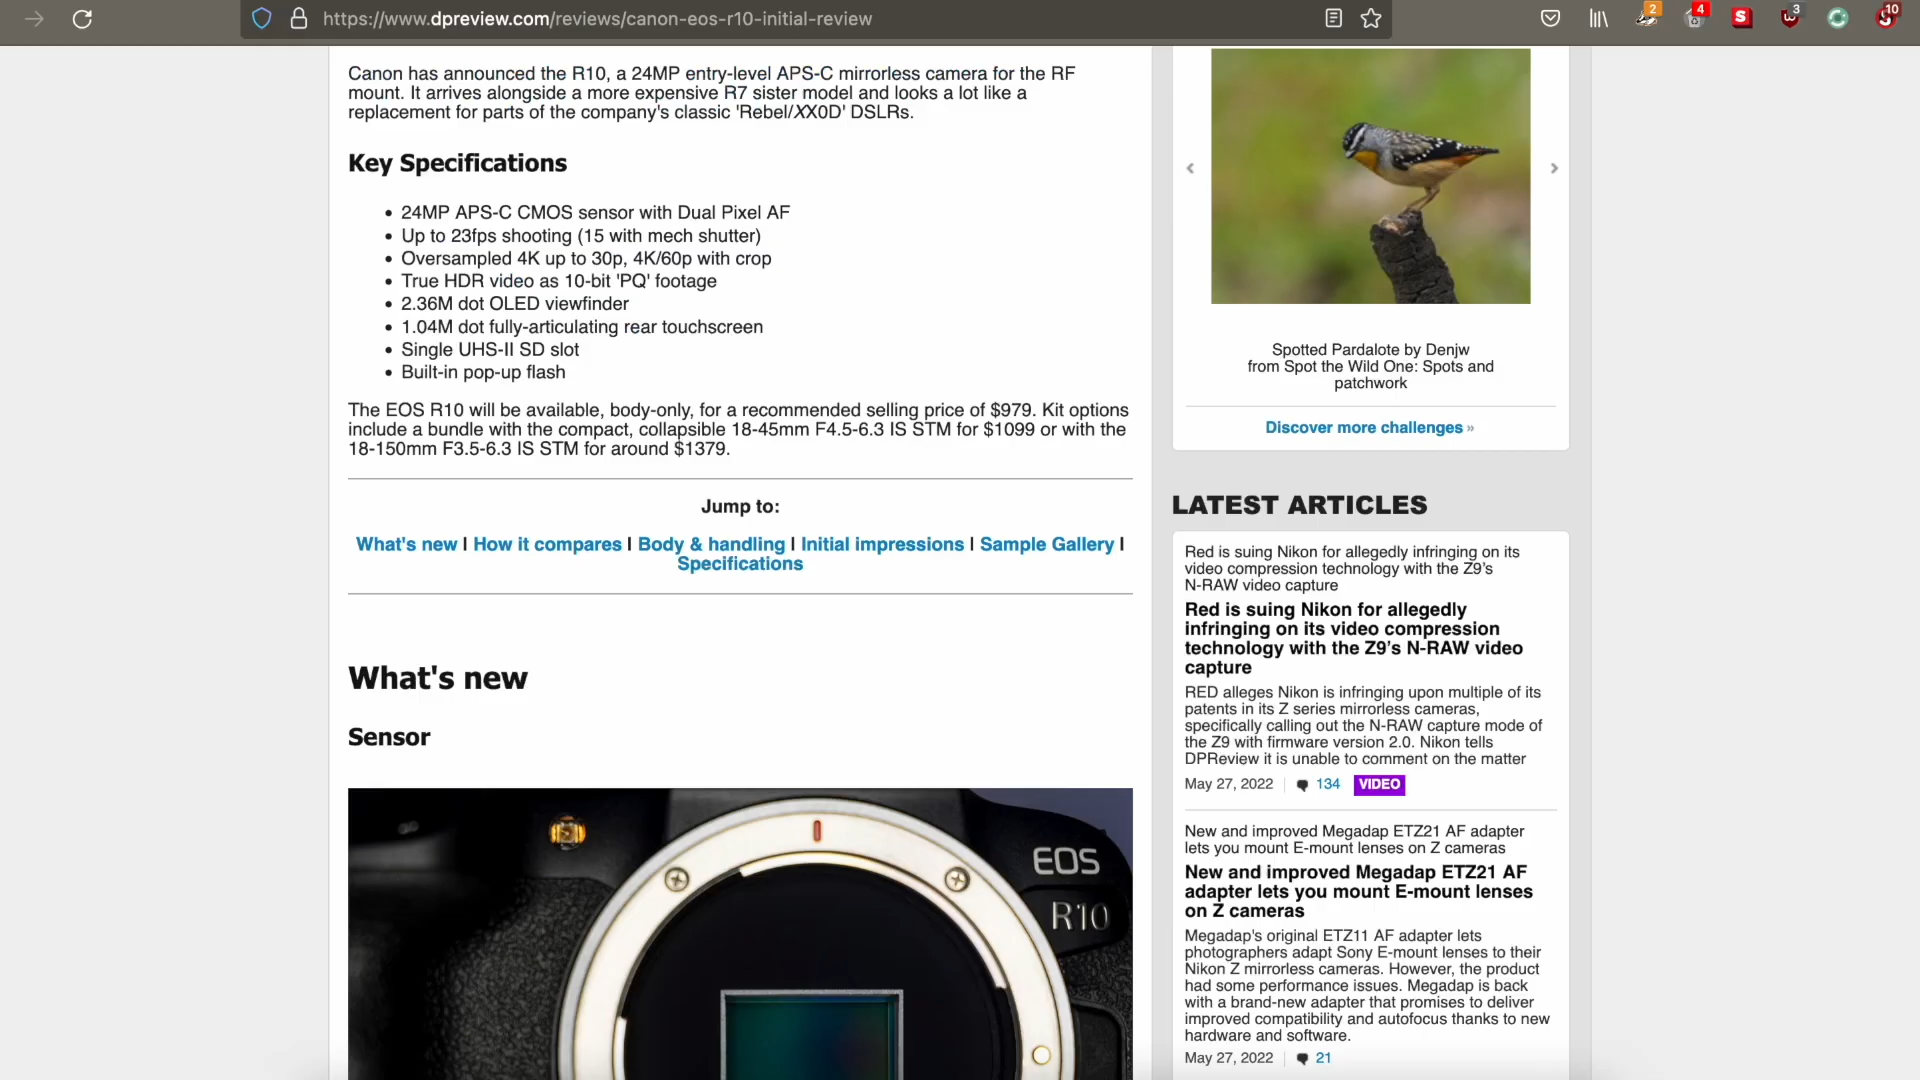 https://www.dpreview.com/reviews/canon-eos-r10-initial-review
2
4
S
3
10
Canon has announced the R10, a 24MP entry-level APS-C mirrorless camera for the RF
mount. It arrives alongside a more expensive R7 sister model and looks a lot like a
replacement for parts of the company's classic 'Rebel/XX0D' DSLRs.
Key Specifications
• 24MP APS-C CMOS sensor with Dual Pixel AF
• Up to 23fps shooting (15 with mech shutter)
• Oversampled 4K up to 30p, 4K/60p with crop
• True HDR video as 10-bit 'PQ' footage
• 2.36M dot OLED viewfinder
• 1.04M dot fully-articulating rear touchscreen
• Single UHS-II SD slot
• Built-in pop-up flash
The EOS R10 will be available, body-only, for a recommended selling price of $979. Kit options
include a bundle with the compact, collapsible 18-45mm F4.5-6.3 IS STM for $1099 or with the
18-150mm F3.5-6.3 IS STM for around $1379.
Jump to:
What's new | How it compares | Body & handling | Initial impressions | Sample Gallery |
Specifications
What's new
Sensor
EOS
R10
Spotted Pardalote by Denjw
from Spot the Wild One: Spots and
patchwork
Discover more challenges »
LATEST ARTICLES
Red is suing Nikon for allegedly infringing on its
video compression technology with the Z9's
N-RAW video capture
Red is suing Nikon for allegedly
infringing on its video compression
technology with the Z9's N-RAW video
capture
RED alleges Nikon is infringing upon multiple of its
patents in its Z series mirrorless cameras,
specifically calling out the N-RAW capture mode of
the Z9 with firmware version 2.0. Nikon tells
DPReview it is unable to comment on the matter
May 27, 2022 134 VIDEO
New and improved Megadap ETZ21 AF adapter
lets you mount E-mount lenses on Z cameras
New and improved Megadap ETZ21 AF
adapter lets you mount E-mount lenses
on Z cameras
Megadap's original ETZ11 AF adapter lets
photographers adapt Sony E-mount lenses to their
Nikon Z mirrorless cameras. However, the product
had some performance issues. Megadap is back
with a brand-new adapter that promises to deliver
improved compatibility and autofocus thanks to new
hardware and software.
May 27, 2022 21